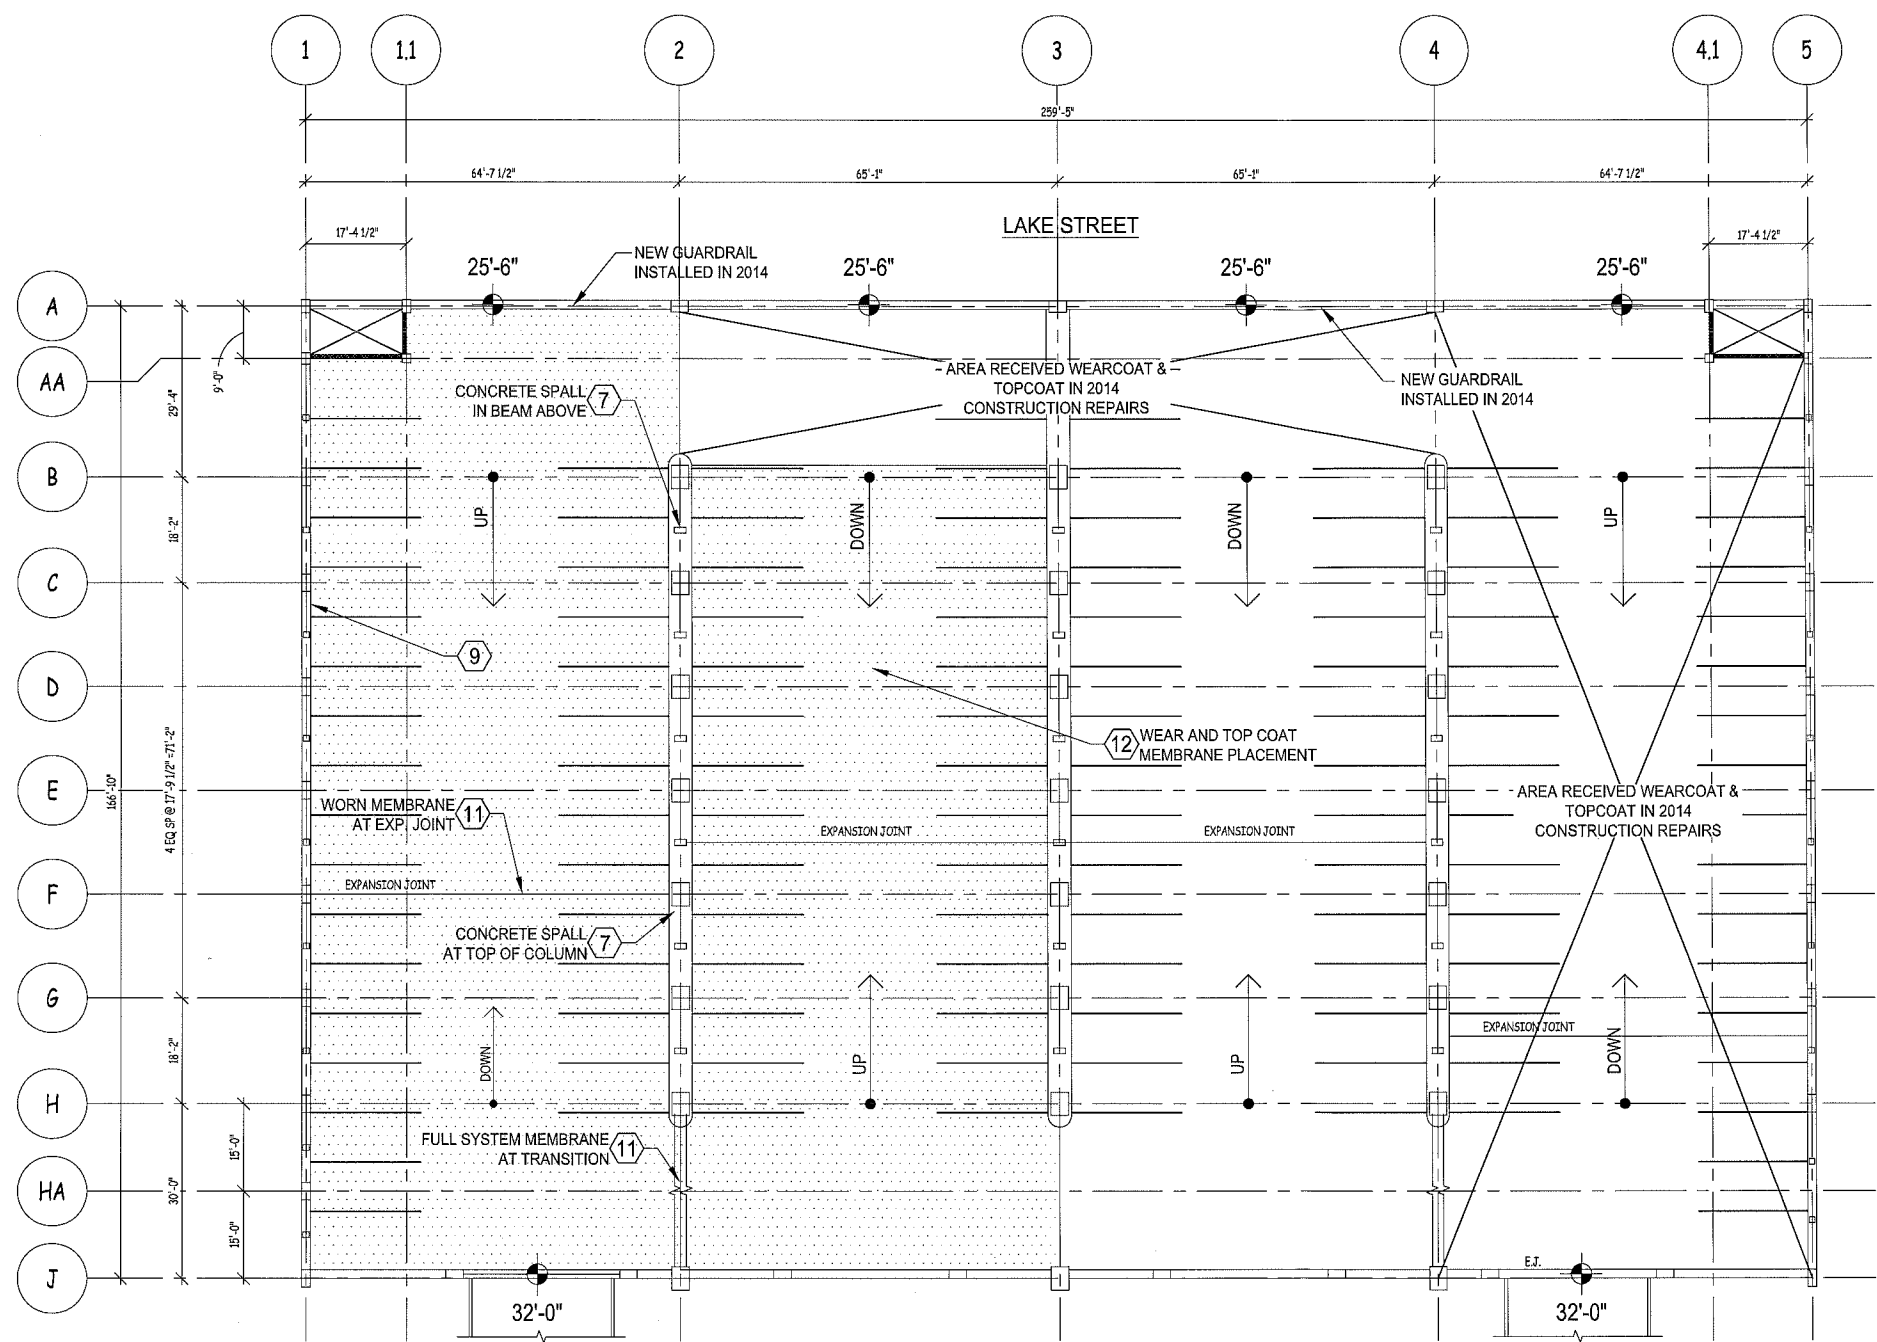 1 1.1 2 3 4 4.1 5
259'-5"
64'-7 1/2" 65'-1" 65'-1" 64'-7 1/2"
LAKE STREET
17'-4 1/2" 17'-4 1/2"
NEW GUARDRAIL
INSTALLED IN 2014
25'-6" 25'-6" 25'-6" 25'-6"
A
AA
9'-0"
29'-4"
AREA RECEIVED WEARCOAT &
TOPCOAT IN 2014
CONSTRUCTION REPAIRS
NEW GUARDRAIL
INSTALLED IN 2014
CONCRETE SPALL
IN BEAM ABOVE
7
B
18'-2"
UP DOWN DOWN UP
C
9
D
12
WEAR AND TOP COAT
MEMBRANE PLACEMENT
4 EQ SP @ 17'-9 1/2" =71'-2"
166'-10"
E
AREA RECEIVED WEARCOAT &
TOPCOAT IN 2014
CONSTRUCTION REPAIRS
WORN MEMBRANE
AT EXP. JOINT
11
EXPANSION JOINT EXPANSION JOINT
F
EXPANSION JOINT
CONCRETE SPALL
AT TOP OF COLUMN
7
G
18'-2"
EXPANSION JOINT
DOWN UP UP DOWN
H
FULL SYSTEM MEMBRANE
AT TRANSITION
11
15'-0"
HA
30'-0"
15'-0"
J
E.J.
32'-0" 32'-0"